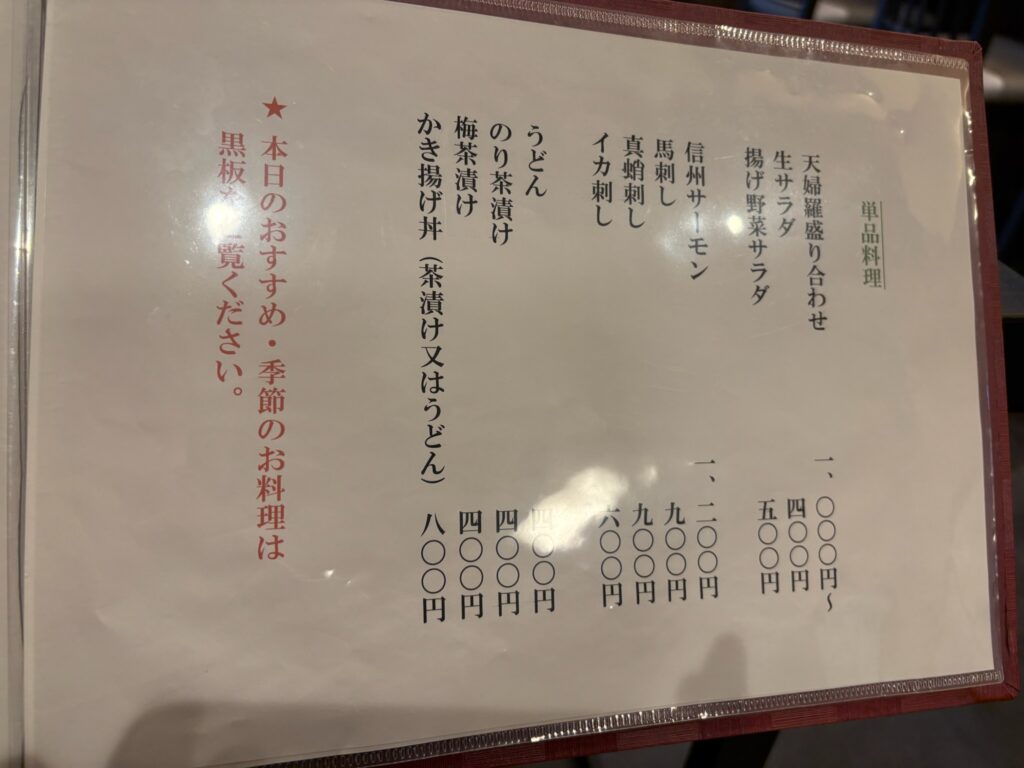 単品料理
天婦羅盛り合わせ 一、〇〇〇円~
生サラダ 四〇〇円
揚げ野菜サラダ 五〇〇円
信州サーモン 一、二〇〇円
馬刺し 九〇〇円
真蛸刺し 九〇〇円
イカ刺し 六〇〇円
うどん 四〇〇円
のり茶漬け 四〇〇円
梅茶漬け 四〇〇円
かき揚げ丼(茶漬け又はうどん) 八〇〇円
★本日のおすすめ・季節のお料理は
黒板 覧ください。